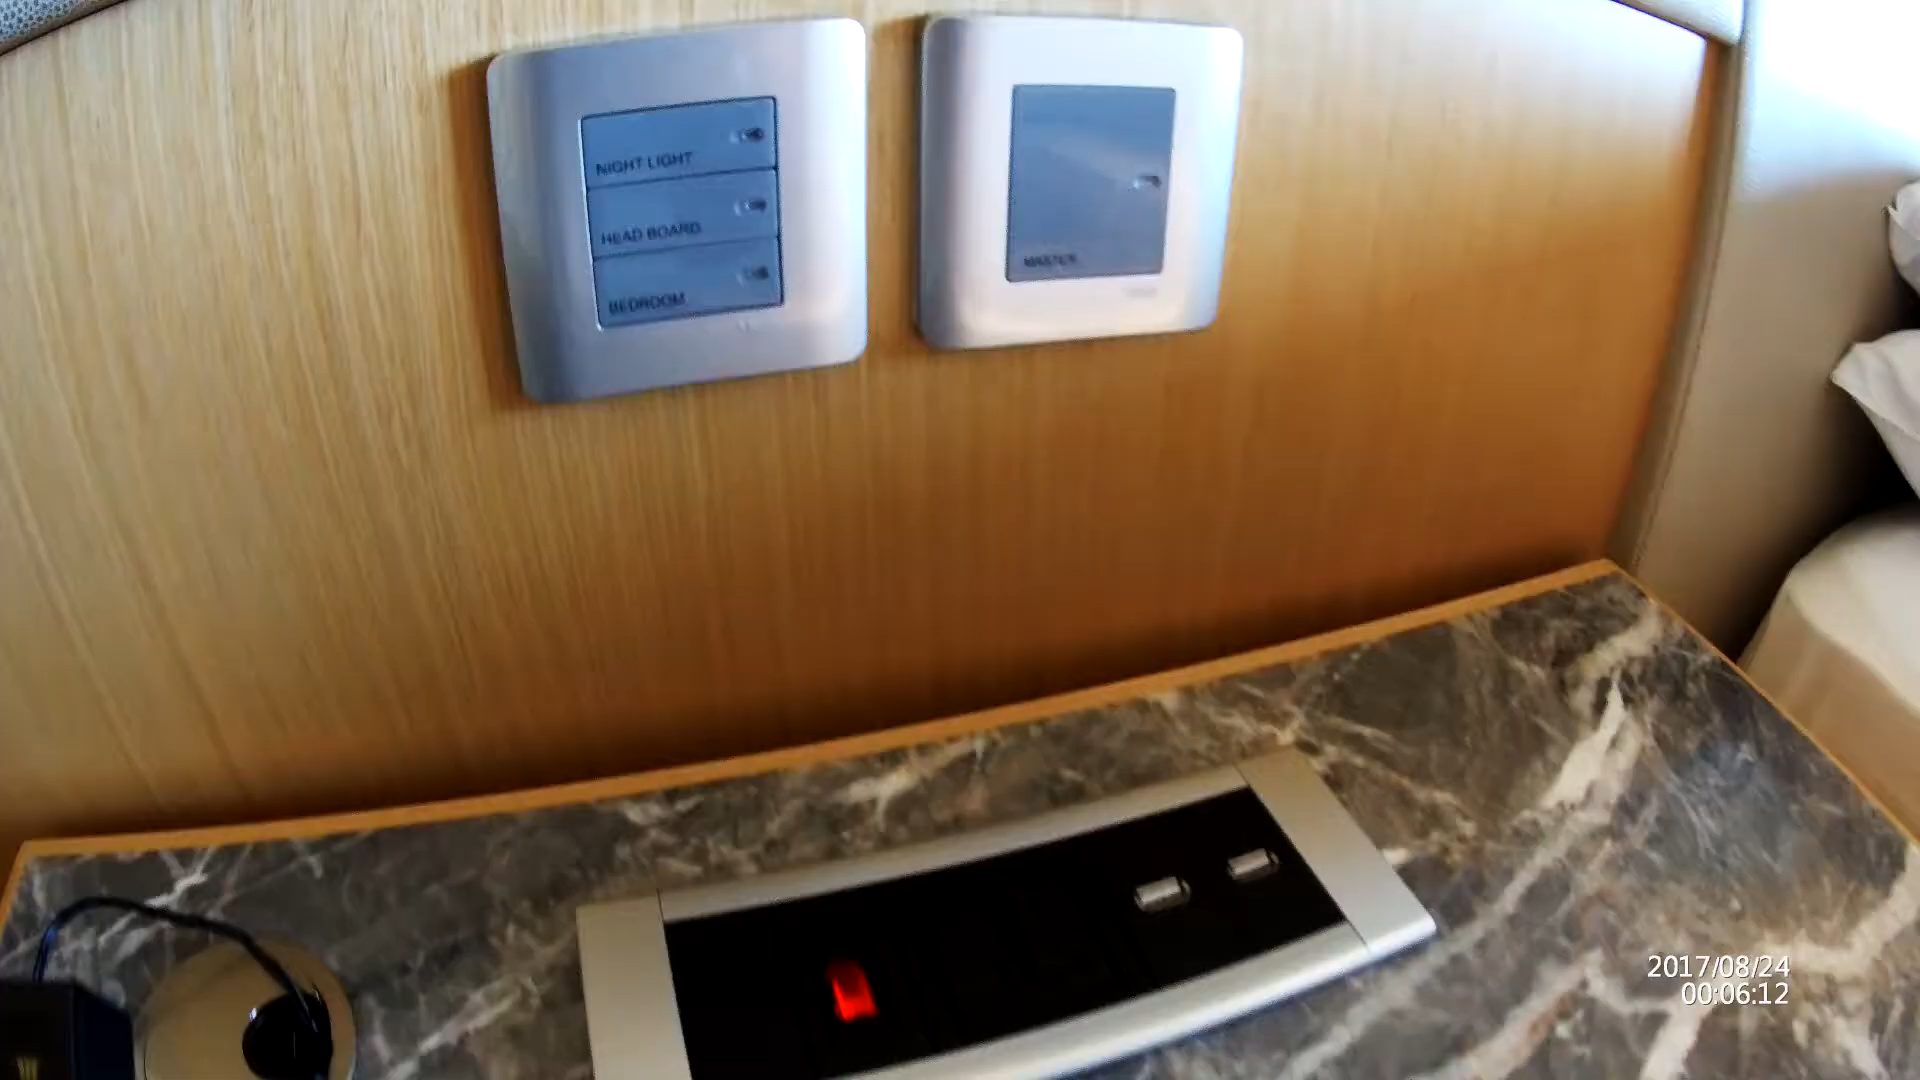 NIGHT LIGHT
HEAD BOARD
BEDROOM
MASTER
2017/08/24
00:06:12